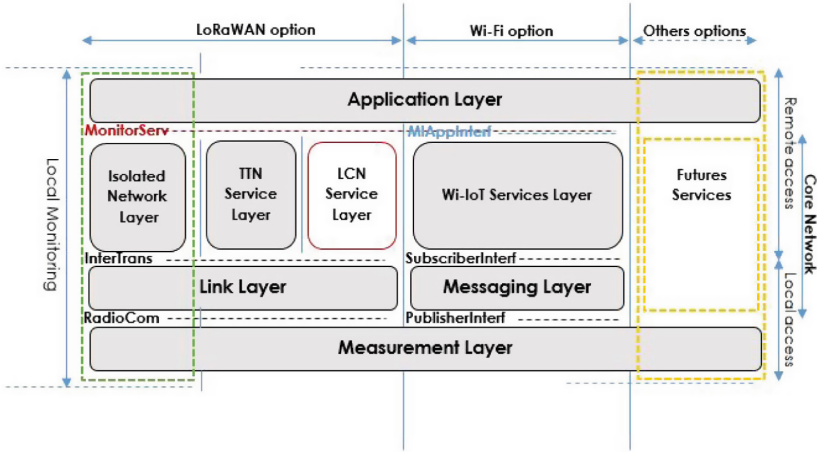 LoRaWAN option
Wi-Fi option
Others options
Application Layer
MonitorServ
MIAppInterf
Isolated
Network
Layer
TTN
Service
Layer
LCN
Service
Layer
Wi-IoT Services Layer
Futures
Services
InterTrans
SubscriberInterf
Link Layer
Messaging Layer
RadioCom
PublisherInterf
Measurement Layer
Local Monitoring
Remote access
Core Network
Local access